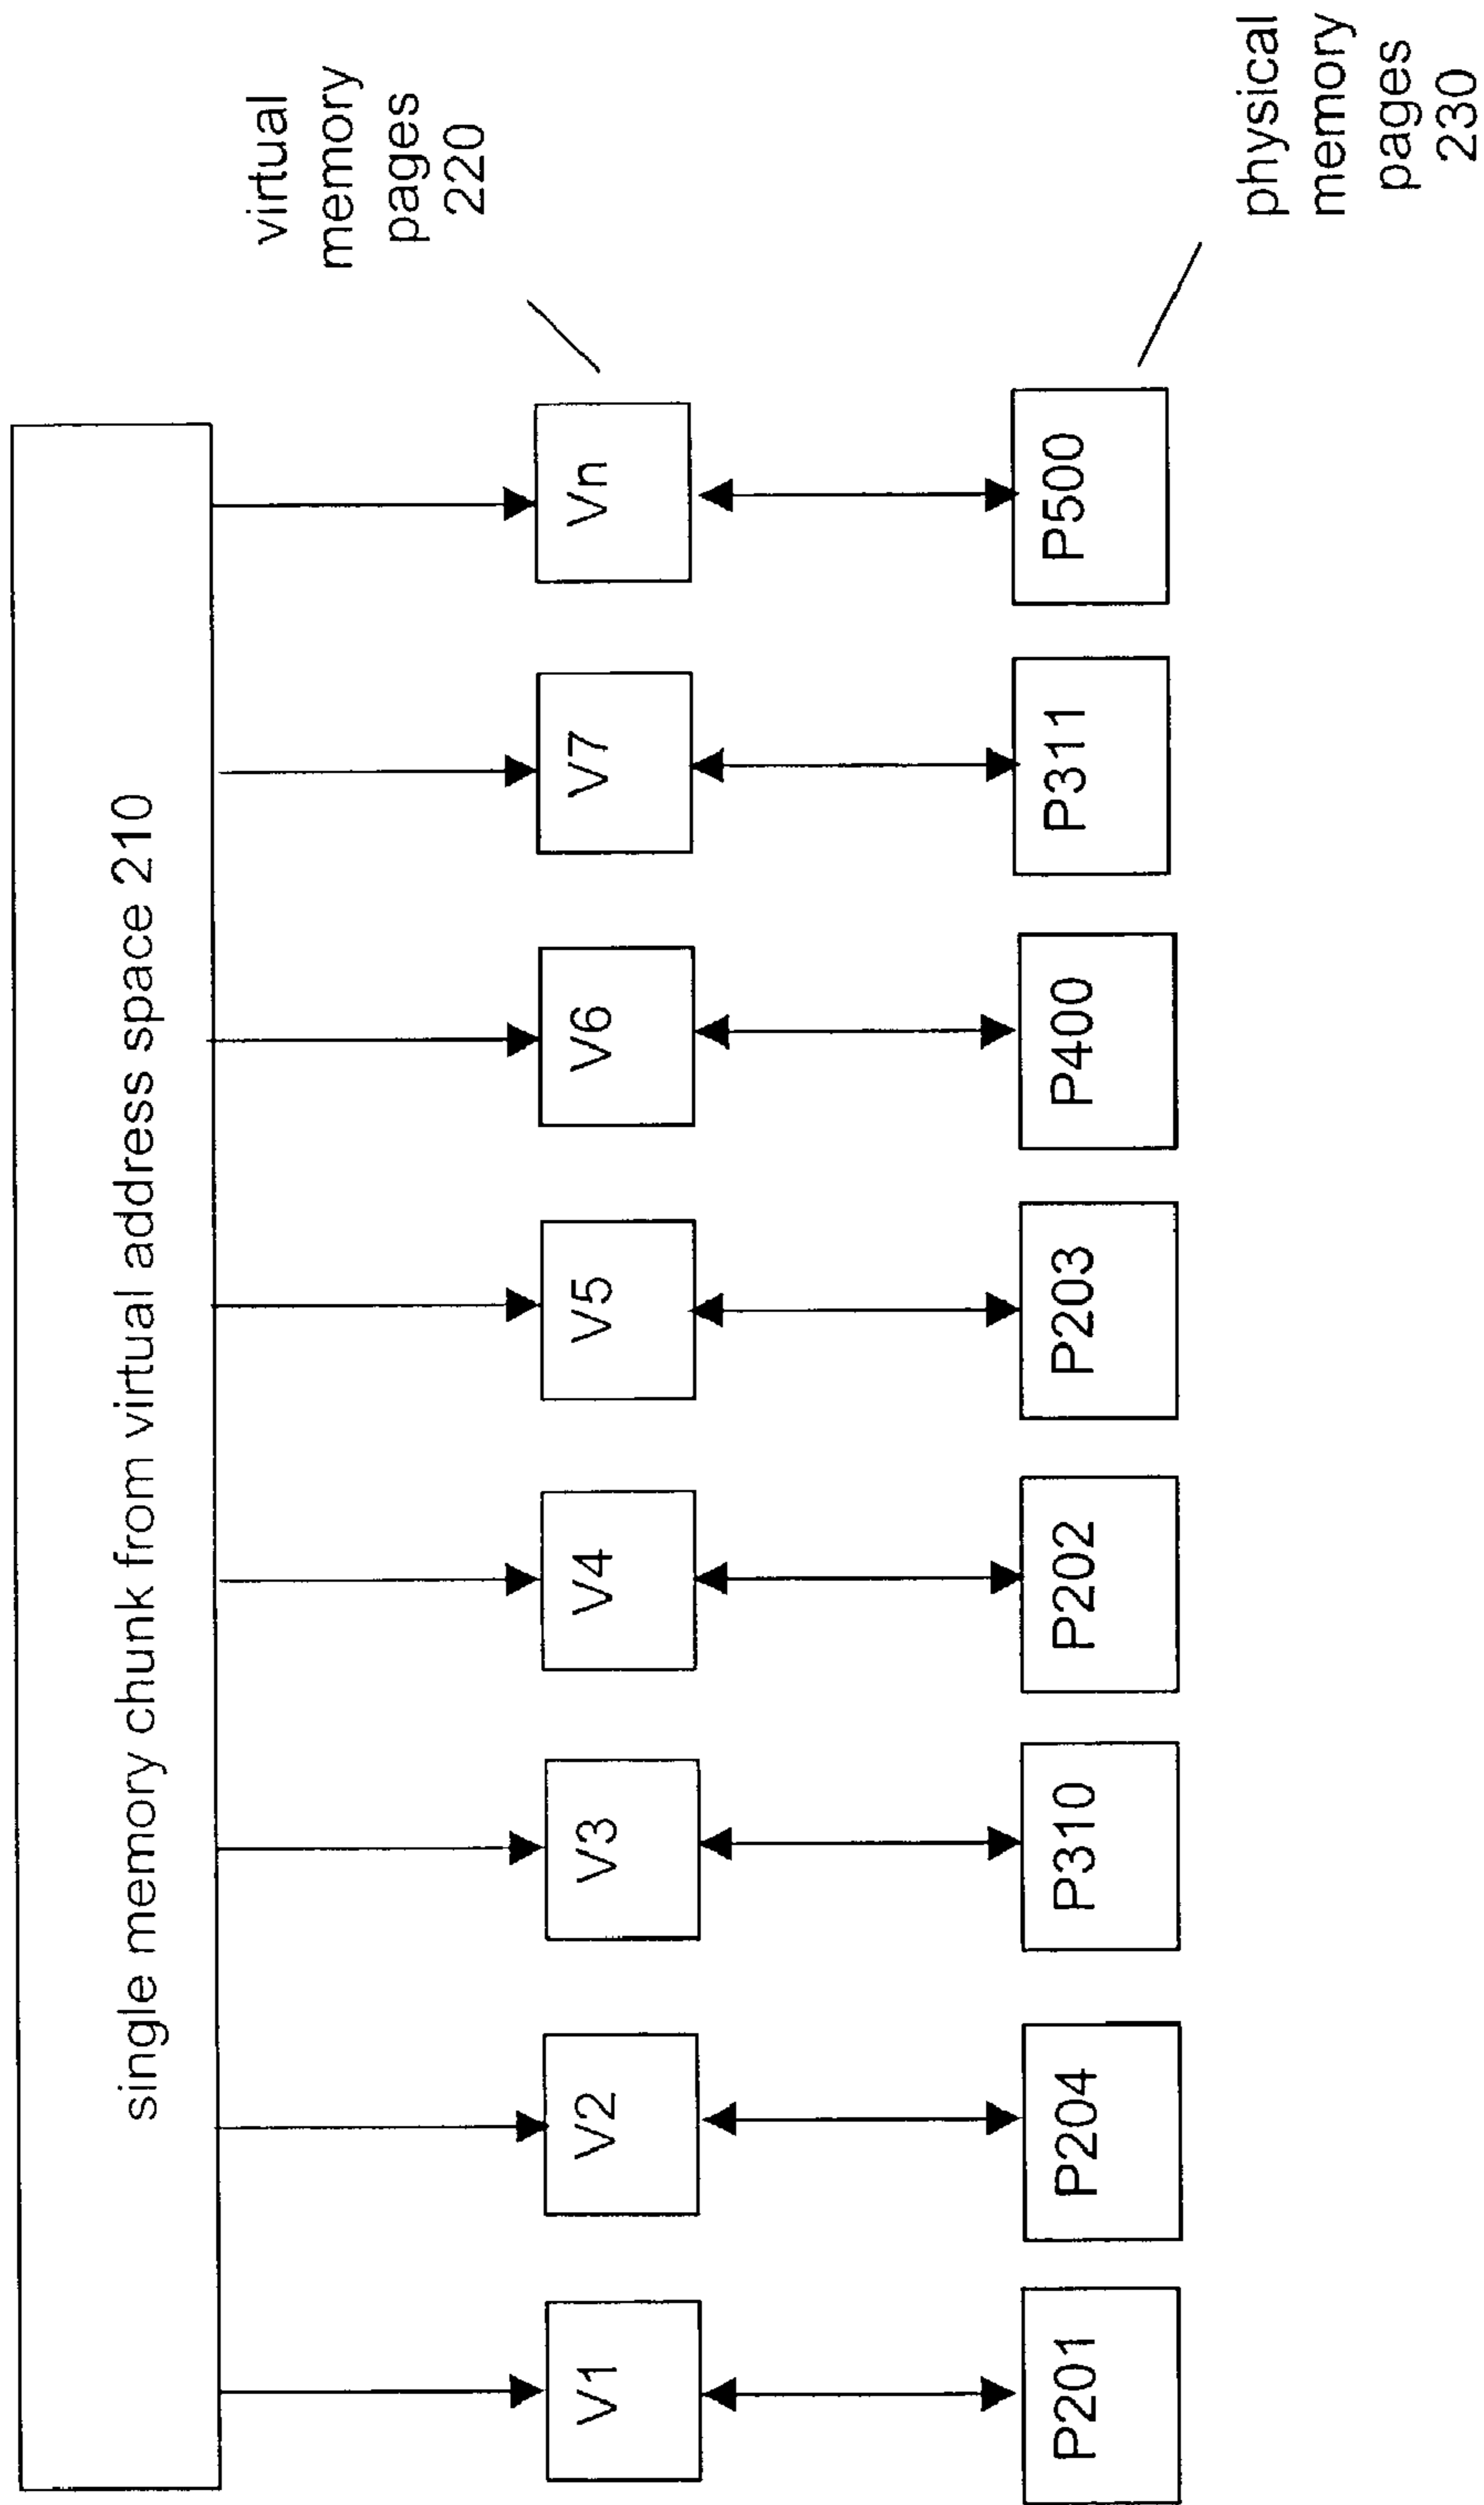 single memory chunk from virtual address space 210
virtual
memory
pages
220
V1
V2
V3
V4
V5
V6
V7
Vn
P201
P204
P310
P202
P203
P400
P311
P500
physical
memory
pages
230